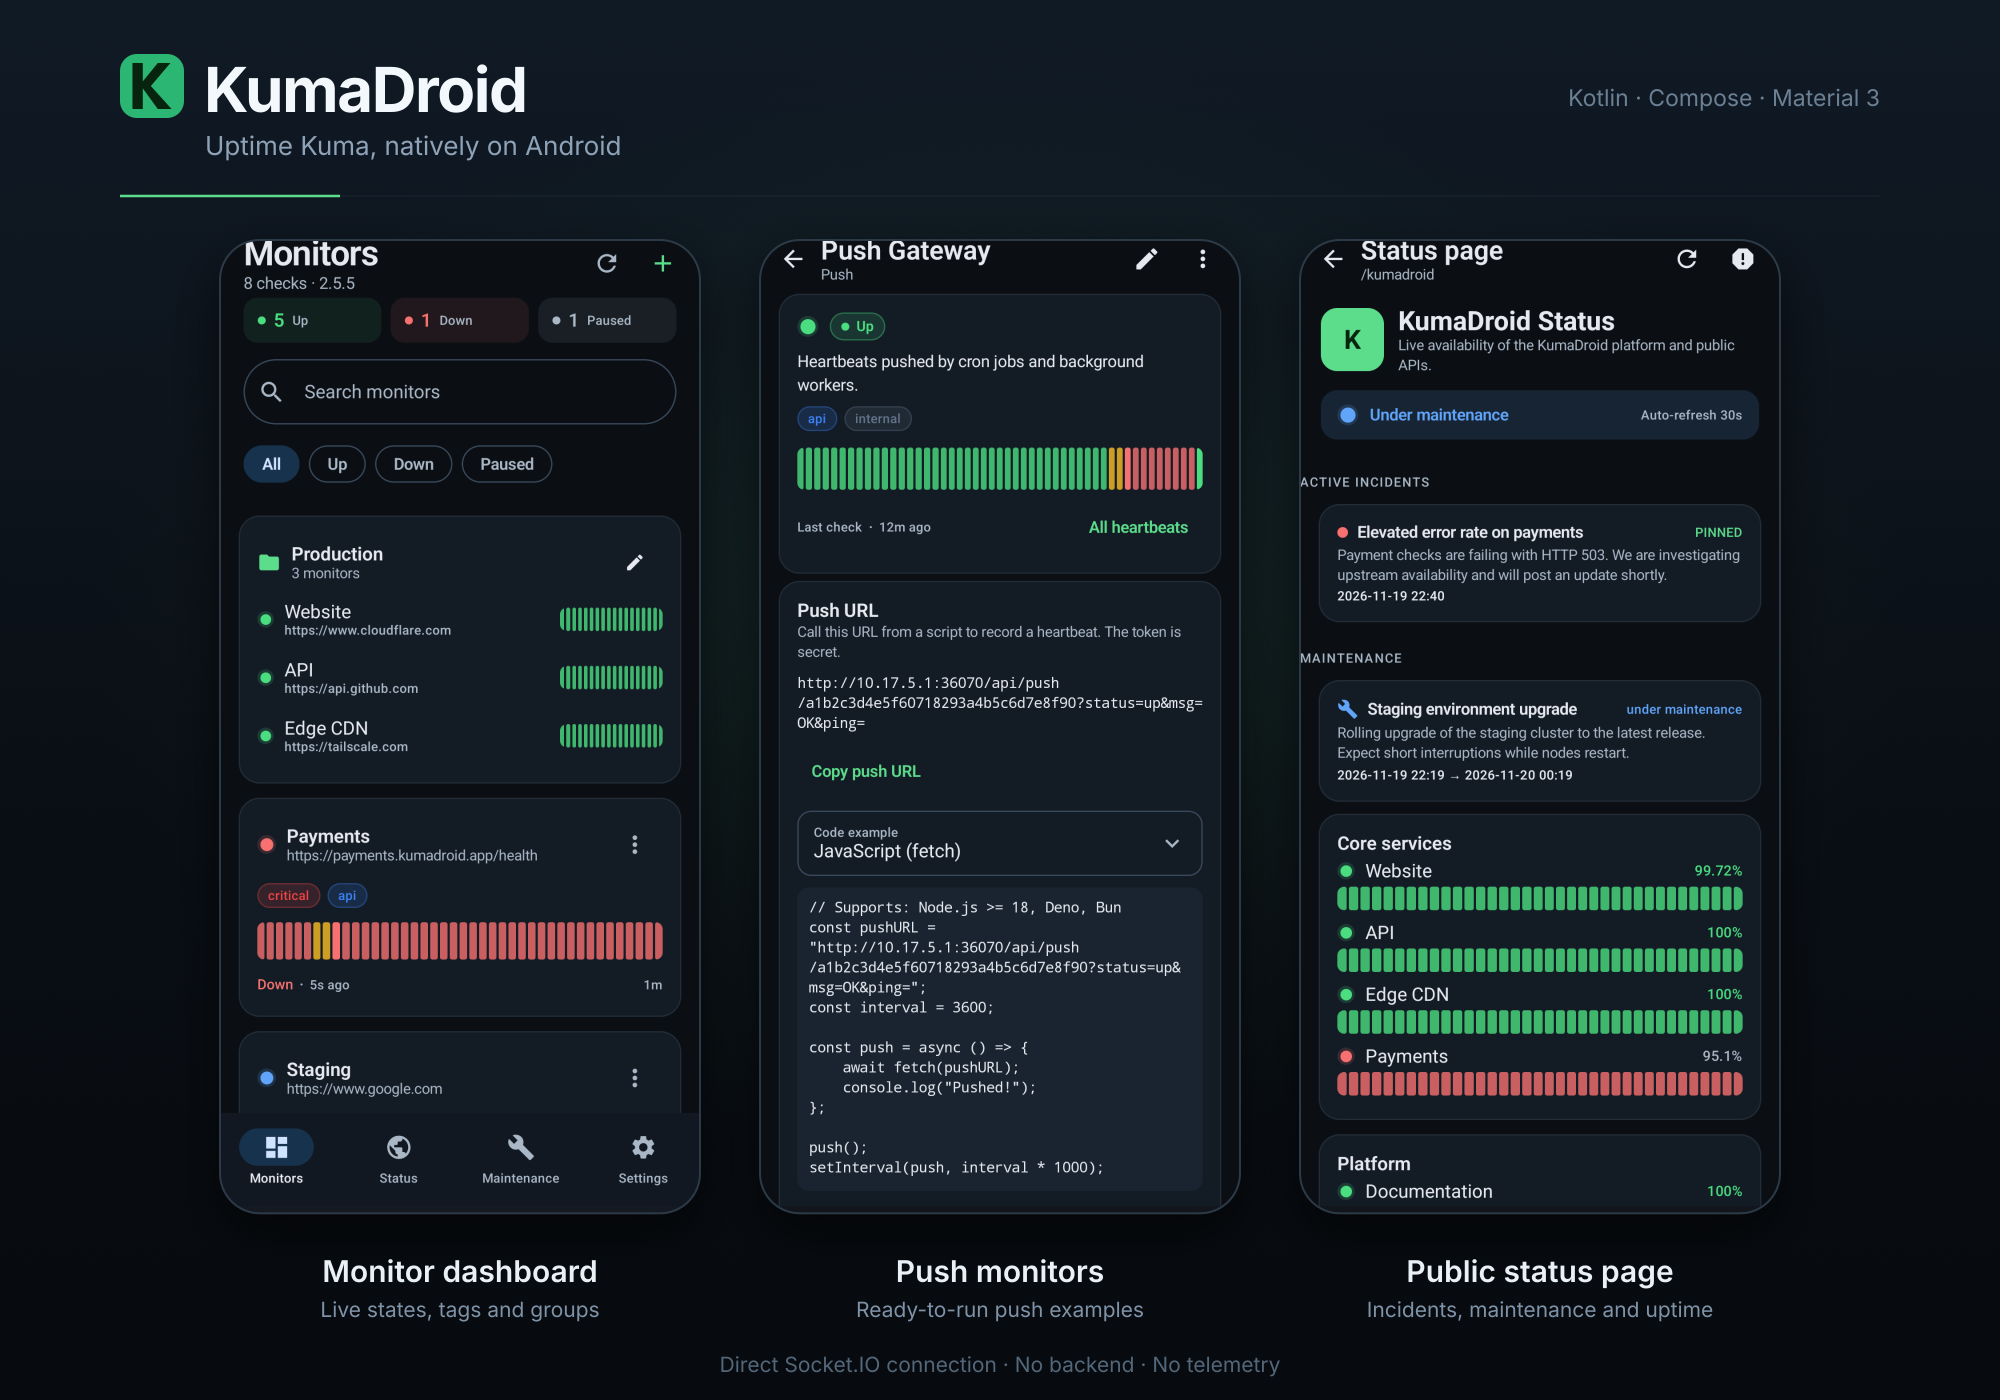 K KumaDroid
Uptime Kuma, natively on Android
Kotlin · Compose · Material 3
Monitors
8 checks · 2.5.5
5 Up
1 Down
1 Paused
Search monitors
All
Up
Down
Paused
Production
3 monitors
Website
https://www.cloudflare.com
API
https://api.github.com
Edge CDN
https://tailscale.com
Payments
https://payments.kumadroid.app/health
critical
api
Down · 5s ago
1m
Staging
https://www.google.com
Monitors
Status
Maintenance
Settings
Monitor dashboard
Live states, tags and groups
Push Gateway
Push
Up
Heartbeats pushed by cron jobs and background
workers.
api
internal
Last check · 12m ago
All heartbeats
Push URL
Call this URL from a script to record a heartbeat. The token is
secret.
http://10.17.5.1:36070/api/push
/a1b2c3d4e5f60718293a4b5c6d7e8f90?status=up&msg=
OK&ping=
Copy push URL
Code example
JavaScript (fetch)
// Supports: Node.js >= 18, Deno, Bun
const pushURL =
"http://10.17.5.1:36070/api/push
/a1b2c3d4e5f60718293a4b5c6d7e8f90?status=up&
msg=OK&ping=";
const interval = 3600;
const push = async () => {
    await fetch(pushURL);
    console.log("Pushed!");
};
push();
setInterval(push, interval * 1000);
Push monitors
Ready-to-run push examples
Status page
/kumadroid
K
KumaDroid Status
Live availability of the KumaDroid platform and public
APIs.
Under maintenance
Auto-refresh 30s
ACTIVE INCIDENTS
Elevated error rate on payments
PINNED
Payment checks are failing with HTTP 503. We are investigating
upstream availability and will post an update shortly.
2026-11-19 22:40
MAINTENANCE
Staging environment upgrade
under maintenance
Rolling upgrade of the staging cluster to the latest release.
Expect short interruptions while nodes restart.
2026-11-19 22:19 → 2026-11-20 00:19
Core services
Website
99.72%
API
100%
Edge CDN
100%
Payments
95.1%
Platform
Documentation
100%
Public status page
Incidents, maintenance and uptime
Direct Socket.IO connection · No backend · No telemetry